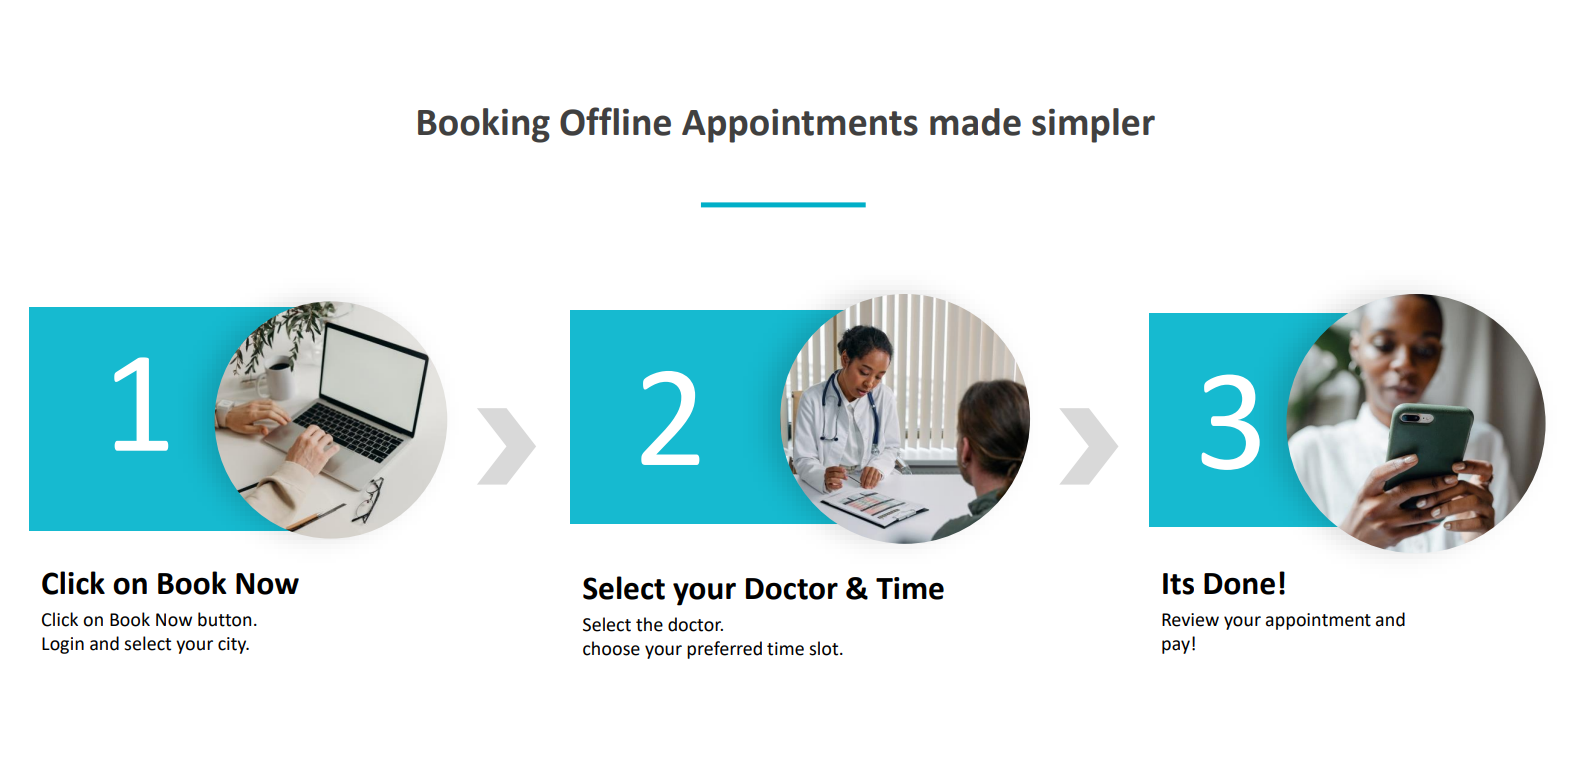 Booking Offline Appointments made simpler
1
Click on Book Now
Click on Book Now button.
Login and select your city.
2
Select your Doctor & Time
Select the doctor.
choose your preferred time slot.
3
Its Done!
Review your appointment and
pay!